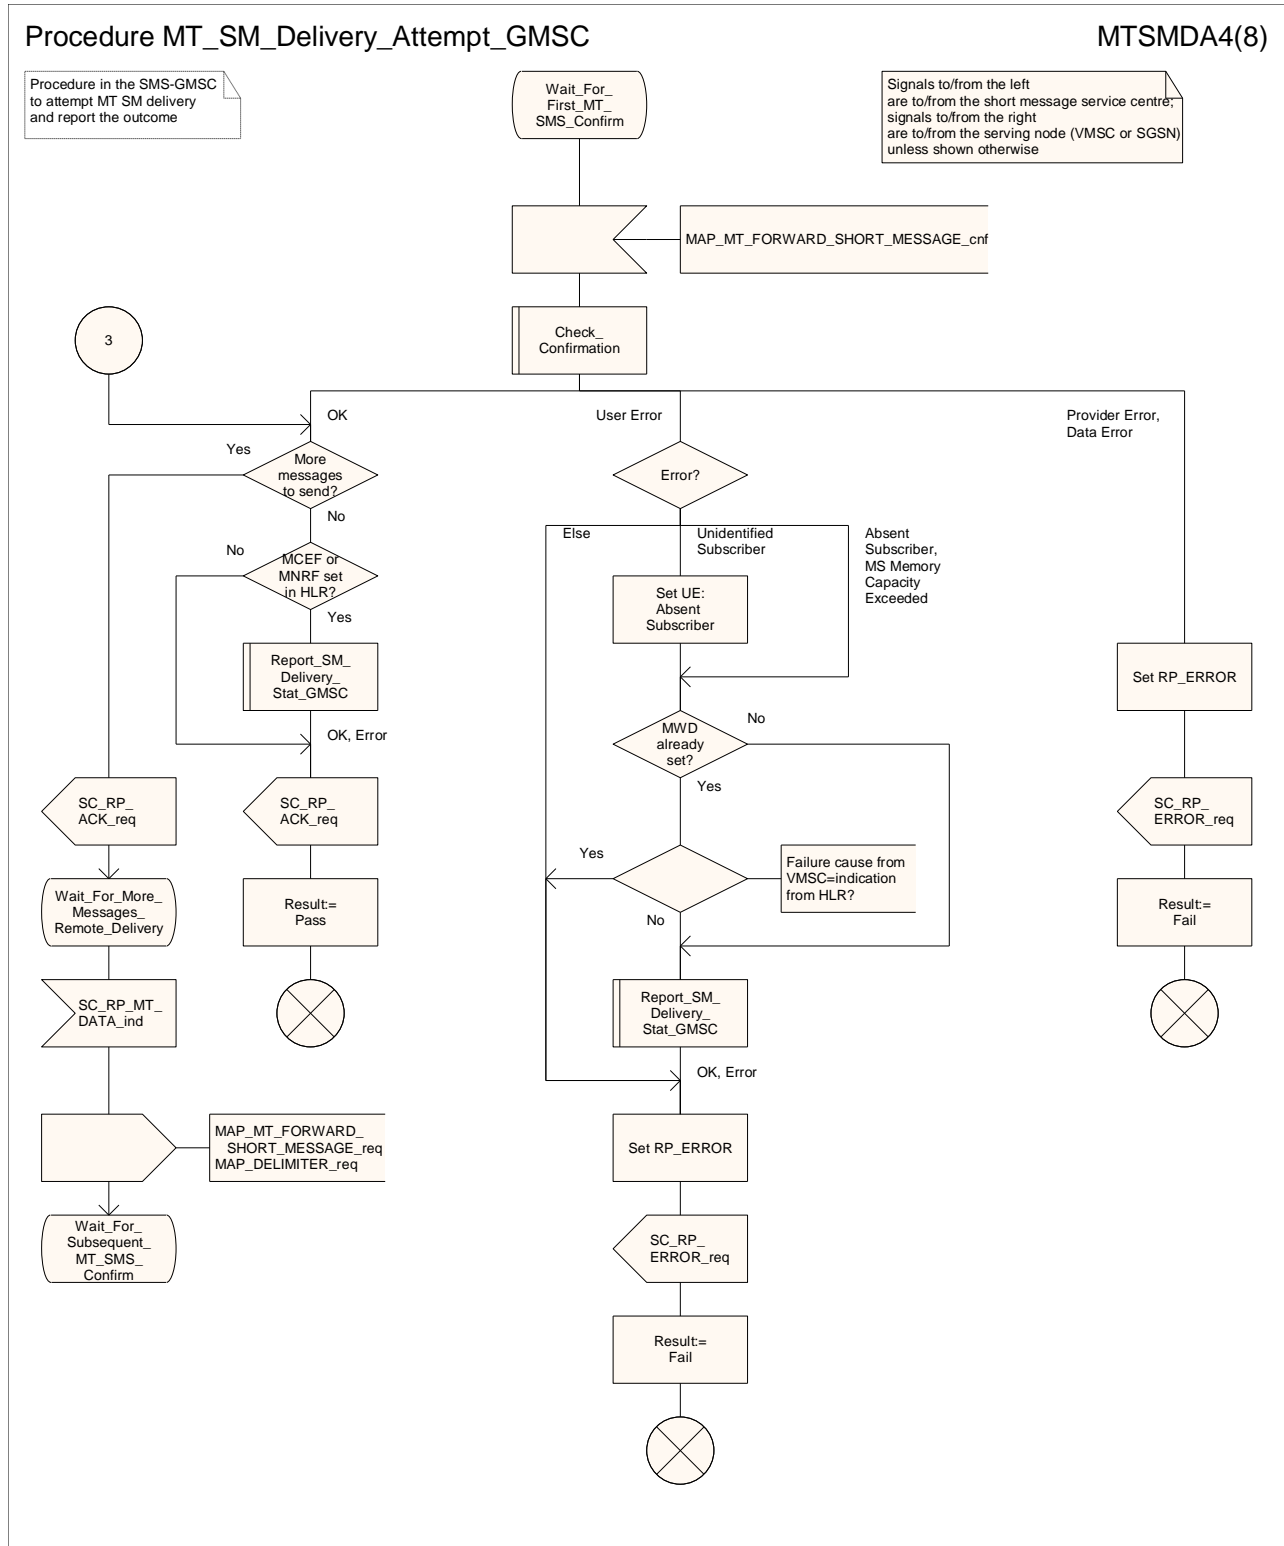 Procedure MT_SM_Delivery_Attempt_GMSC
MTSMDA4(8)
Procedure in the SMS-GMSC
to attempt MT SM delivery
and report the outcome
Wait_For_
First_MT_
SMS_Confirm
Signals to/from the left
are to/from the short message service centre;
signals to/from the right
are to/from the serving node (VMSC or SGSN)
unless shown otherwise
MAP_MT_FORWARD_SHORT_MESSAGE_cnf
Check_
Confirmation
3
OK
User Error
Provider Error,
Data Error
Yes
More
messages
to send?
Error?
No
Else
Unidentified
Subscriber
Absent
Subscriber,
MS Memory
Capacity
Exceeded
No
MCEF or
MNRF set
in HLR?
Yes
Set UE:
Absent
Subscriber
Report_SM_
Delivery_
Stat_GMSC
Set RP_ERROR
OK, Error
MWD
already
set?
No
Yes
SC_RP_
ACK_req
SC_RP_
ACK_req
SC_RP_
ERROR_req
Yes
Failure cause from
VMSC=indication
from HLR?
No
Wait_For_More_
Messages_
Remote_Delivery
Result:=
Pass
Result:=
Fail
SC_RP_MT_
DATA_ind
Report_SM_
Delivery_
Stat_GMSC
OK, Error
MAP_MT_FORWARD_
SHORT_MESSAGE_req
MAP_DELIMITER_req
Set RP_ERROR
Wait_For_
Subsequent_
MT_SMS_
Confirm
SC_RP_
ERROR_req
Result:=
Fail